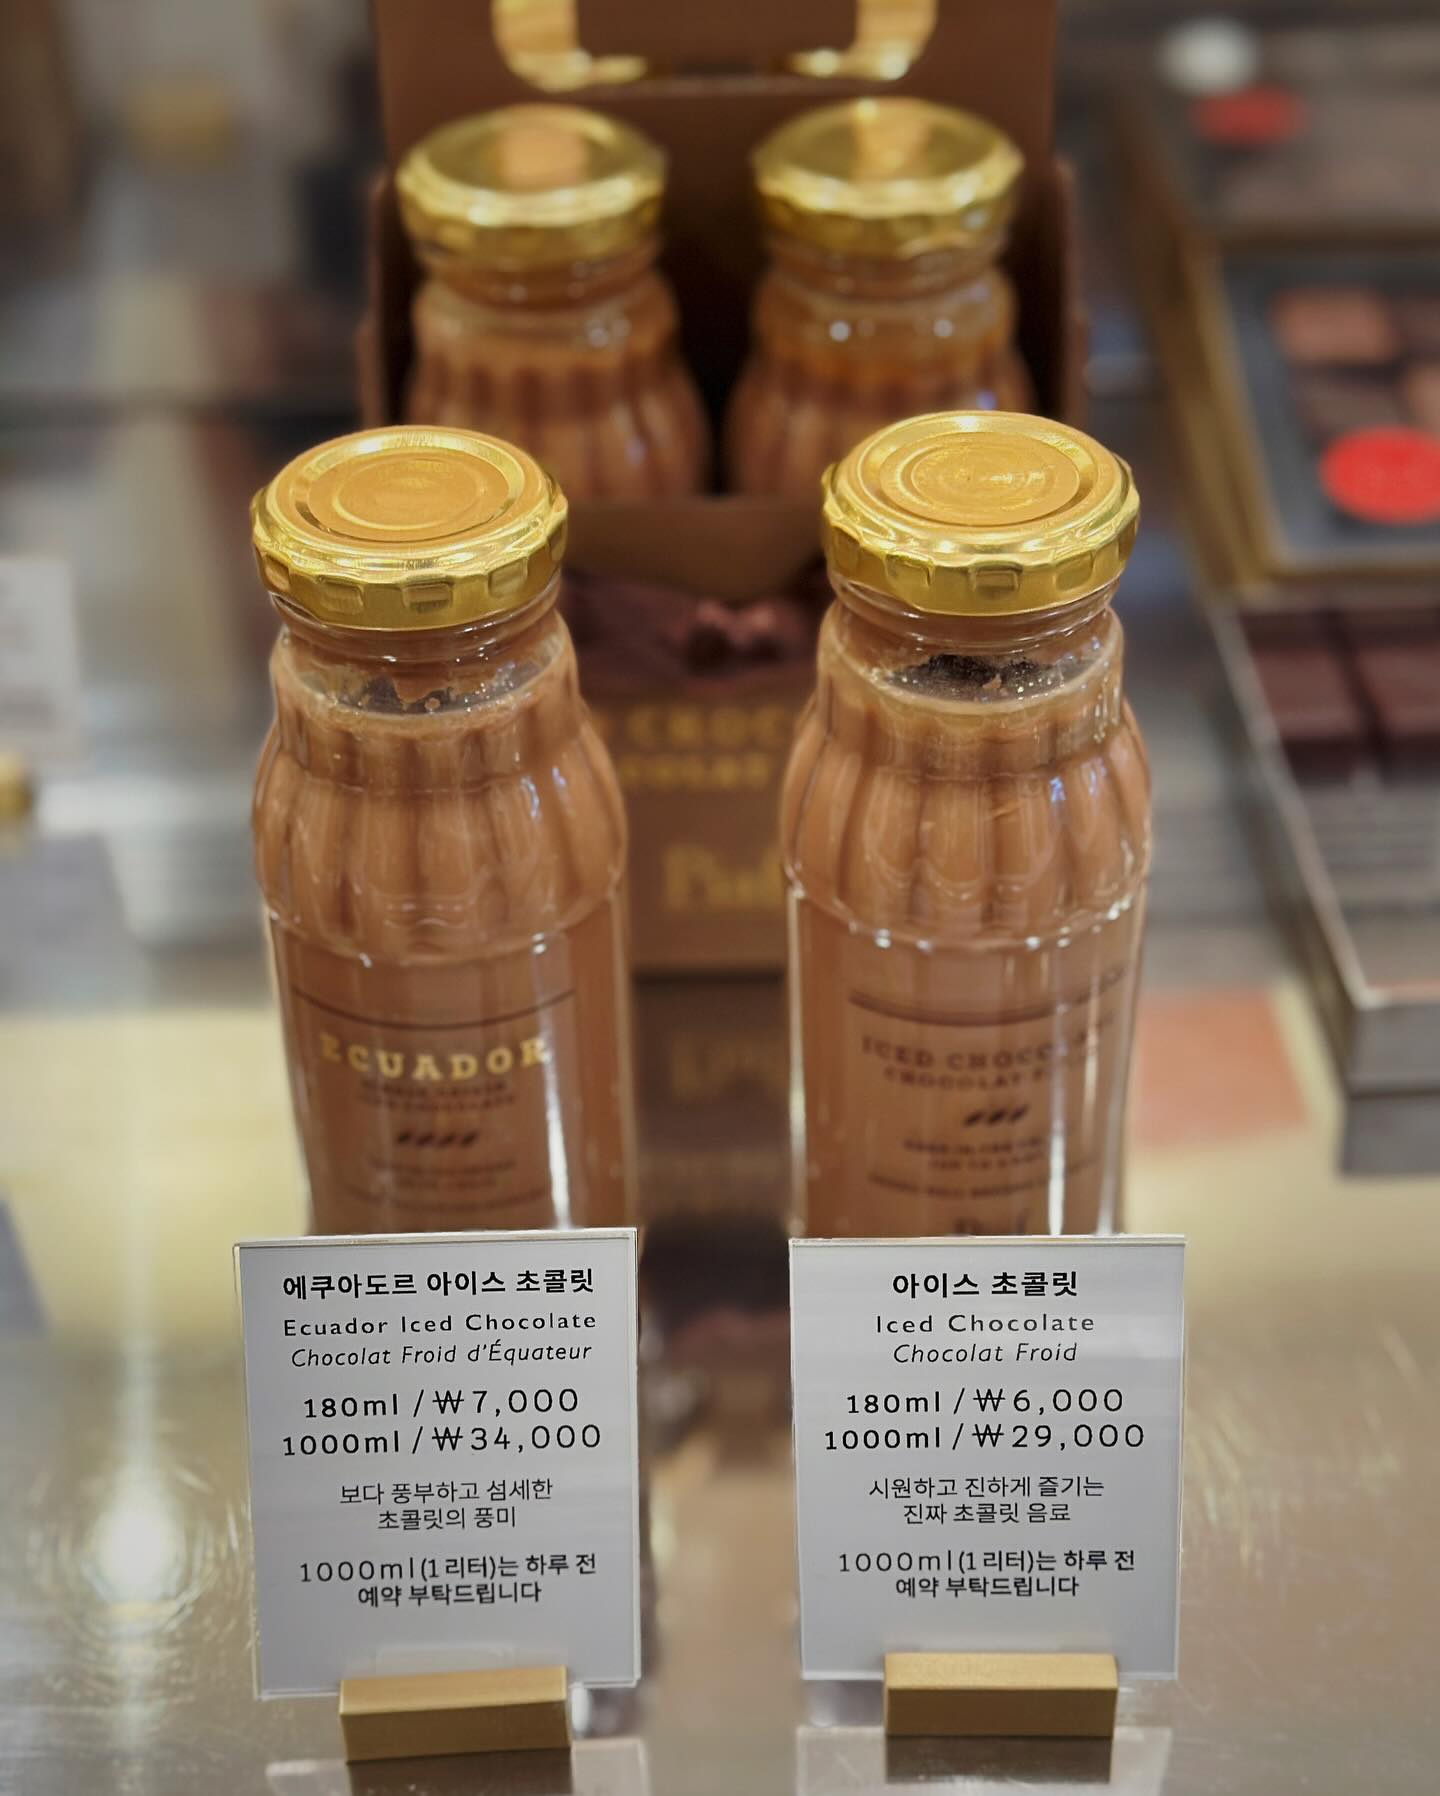 ECUADOR
ICED CHOCOLAT
에쿠아도르 아이스 초콜릿
Ecuador Iced Chocolate
Chocolat Froid d'Équateur
180ml / ₩7,000
1000ml / ₩34,000
보다 풍부하고 섬세한
초콜릿의 풍미
1000ml(1리터)는 하루 전
예약 부탁드립니다
아이스 초콜릿
Iced Chocolate
Chocolat Froid
180ml / ₩6,000
1000ml / ₩29,000
시원하고 진하게 즐기는
진짜 초콜릿 음료
1000ml(1리터)는 하루 전
예약 부탁드립니다